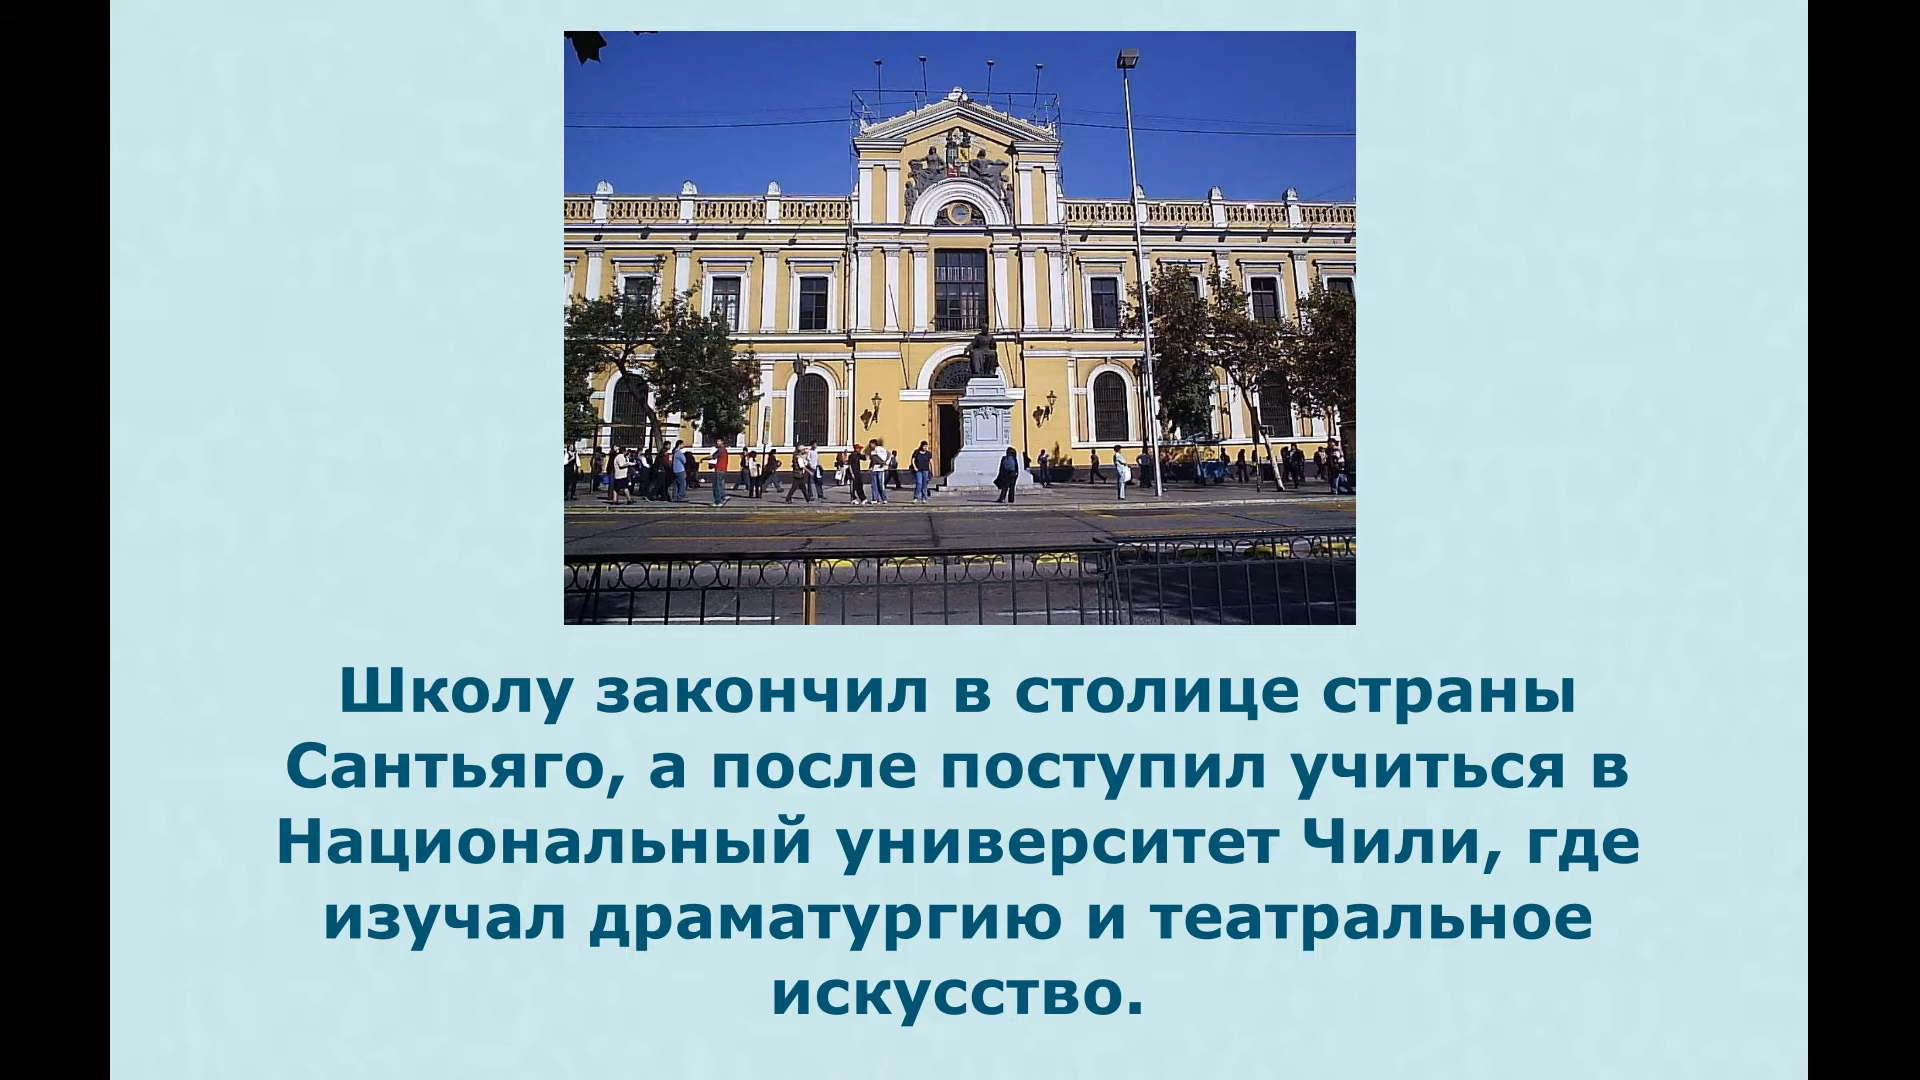 Школу закончил в столице страны
Сантьяго, а после поступил учиться в
Национальный университет Чили, где
изучал драматургию и театральное
искусство.